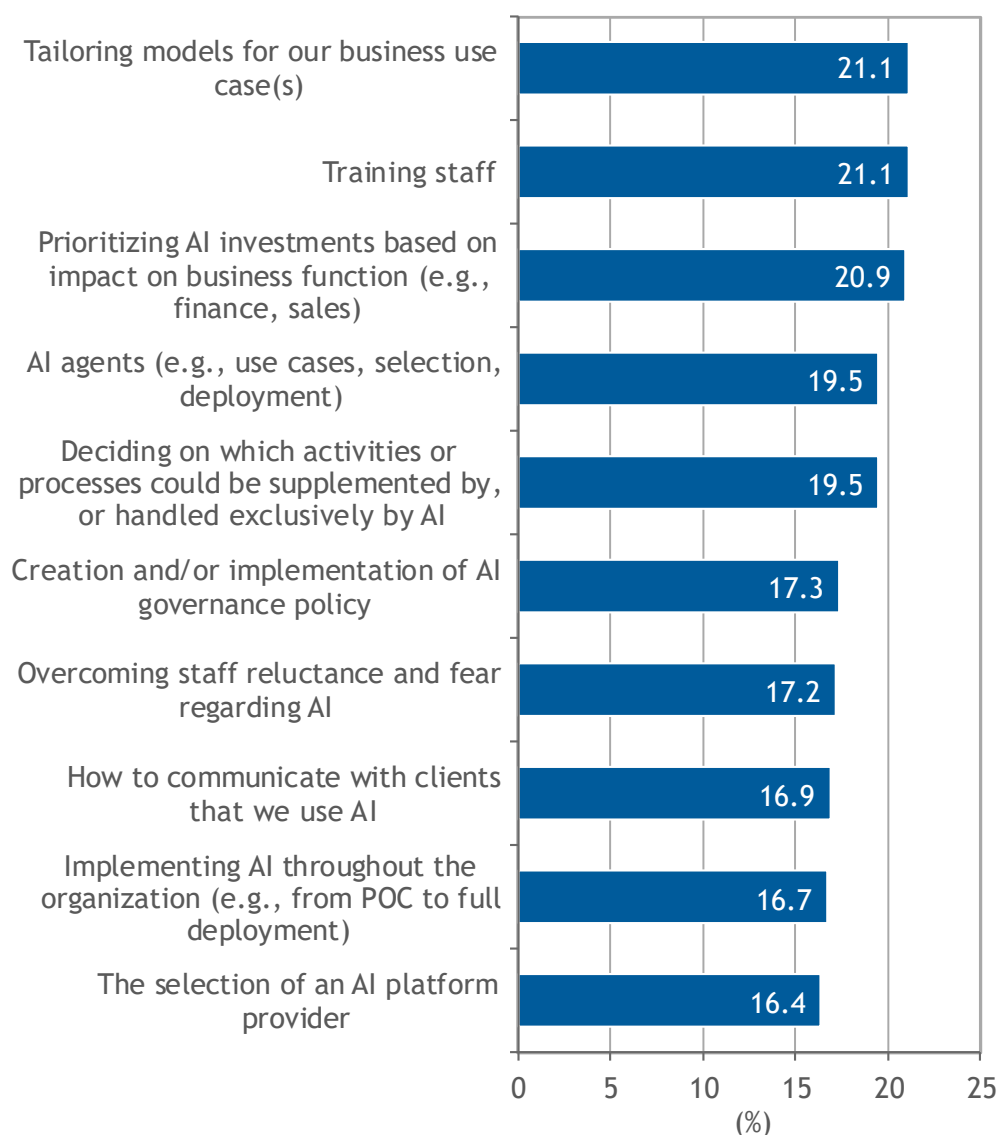 Tailoring models for our business use
case(s)
21.1
Training staff
21.1
Prioritizing AI investments based on
impact on business function (e.g.,
finance, sales)
20.9
AI agents (e.g., use cases, selection,
deployment)
19.5
Deciding on which activities or
processes could be supplemented by,
or handled exclusively by AI
19.5
Creation and/or implementation of AI
governance policy
17.3
Overcoming staff reluctance and fear
regarding AI
17.2
How to communicate with clients
that we use AI
16.9
Implementing AI throughout the
organization (e.g., from POC to full
deployment)
16.7
The selection of an AI platform
provider
16.4
0 5 10 15 20 25
(%)